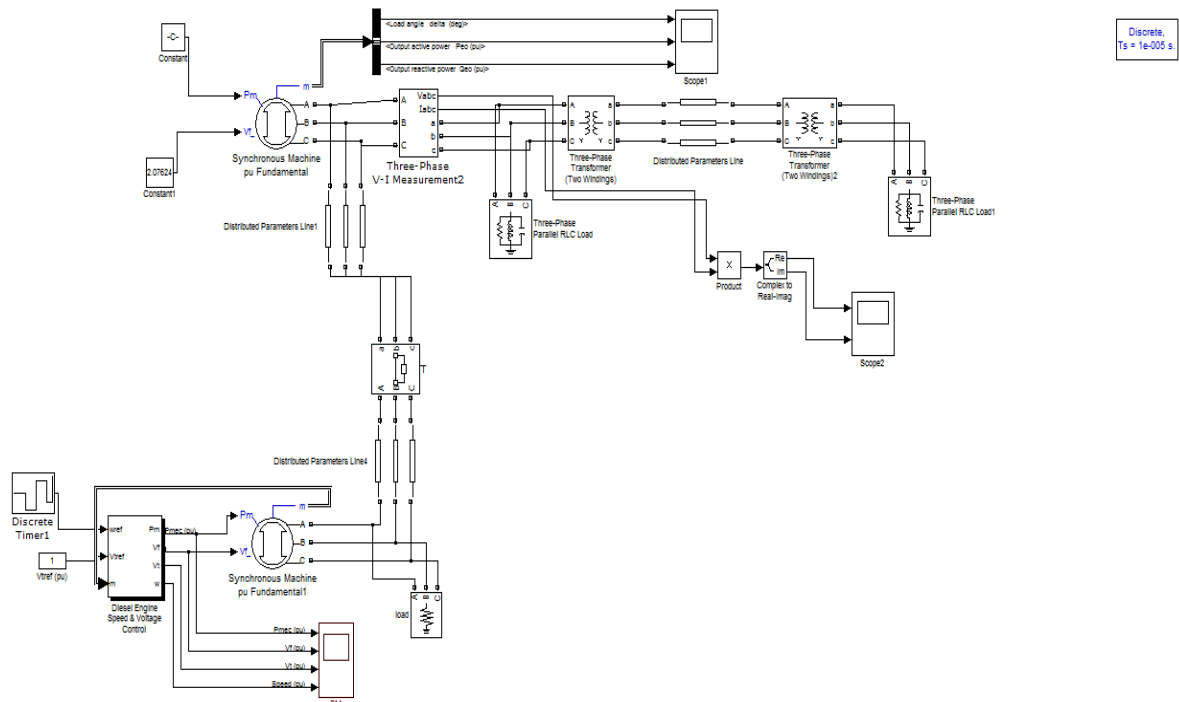 -C-
Constant
<Load angle delta (deg)>
<Output active power Peo (pu)>
<Output reactive power Qeo (pu)>
Scope1
Discrete,
Ts = 1e-005 s.
Pm
m
A
B
C
Vf_
Synchronous Machine
pu Fundamental
2.07624
Constant1
A
B
C
Vabc
Iabc
a
b
c
Three-Phase
V-I Measurement2
A
B
C
a
b
c
Y
Y
Three-Phase
Transformer
(Two Windings)
Distributed Parameters Line
A
B
C
a
b
c
Y
Y
Three-Phase
Transformer
(Two Windings)2
A
B
C
Three-Phase
Parallel RLC Load
A
B
C
Three-Phase
Parallel RLC Load1
Distributed Parameters Line1
X
Product
Re
Im
Complex to
Real-Imag
Scope2
a
b
c
A
B
C
T
Distributed Parameters Line4
Discrete
Timer1
1
Vtref (pu)
wref
Vtref
m
Pm
Vf
Vt
w
Diesel Engine
Speed & Voltage
Control
Pmec (pu)
Pm
m
A
B
C
Vf_
Synchronous Machine
pu Fundamental1
A
B
C
load
Pmec (pu)
Vf (pu)
Vt (pu)
Speed (pu)